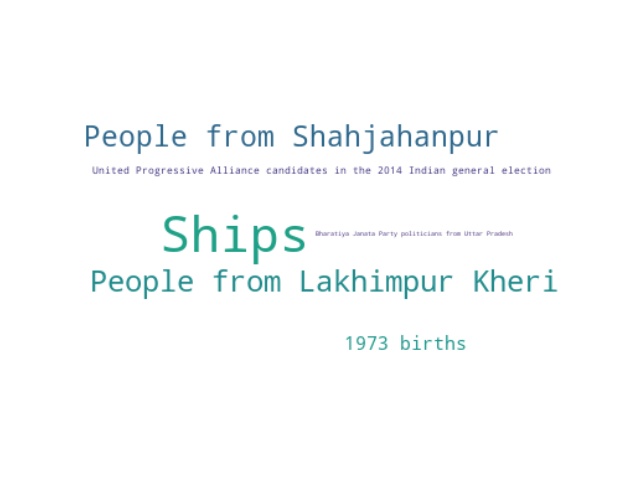 People from Shahjahanpur
United Progressive Alliance candidates in the 2014 Indian general election
Ships
Bharatiya Janata Party politicians from Uttar Pradesh
People from Lakhimpur Kheri
1973 births